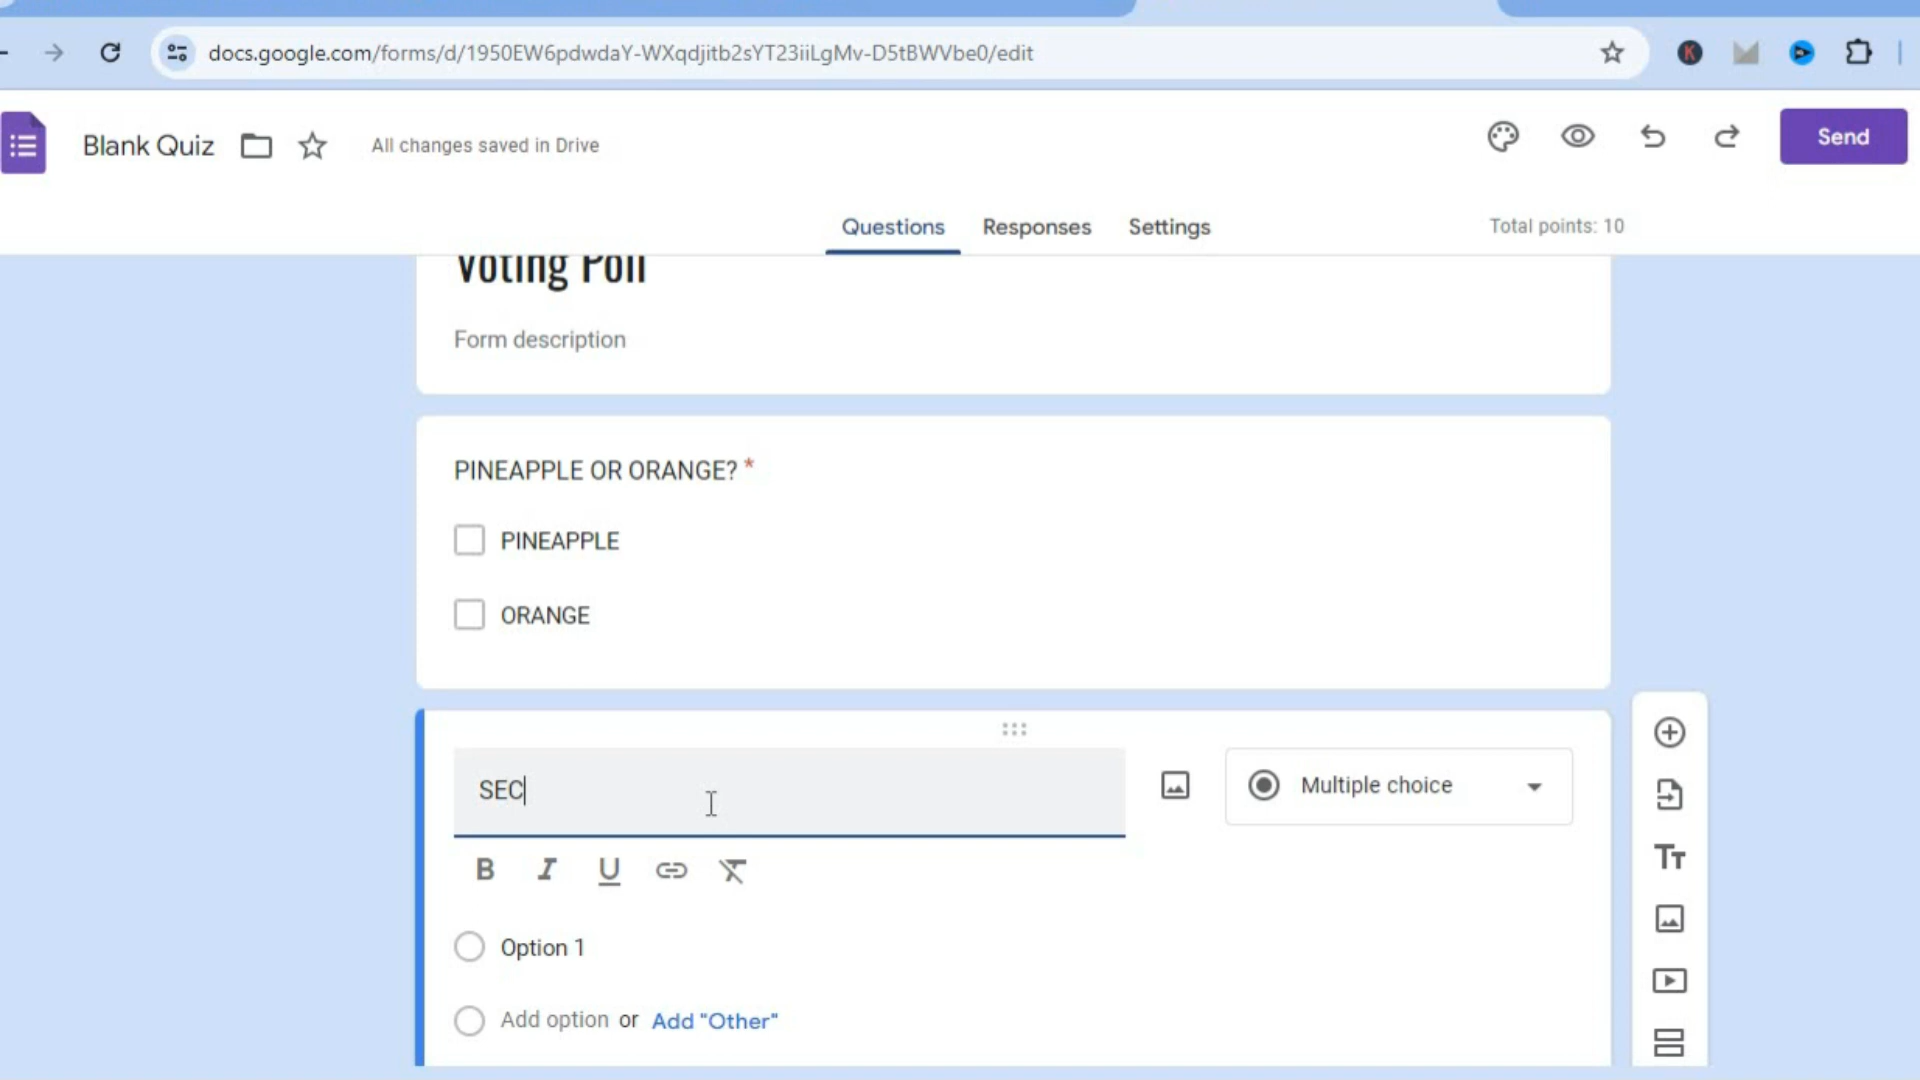 docs.google.com/forms/d/1950EW6pdwdaY-WXqdjitb2sYT23iiLgMv-D5tBWVbe0/edit
K
Blank Quiz
All changes saved in Drive
Send
Questions Responses Settings Total points: 10
Voting Poll
Form description
PINEAPPLE OR ORANGE? *
PINEAPPLE
ORANGE
SEC
Multiple choice
B I U
Tт
Option 1
Add option or Add "Other"